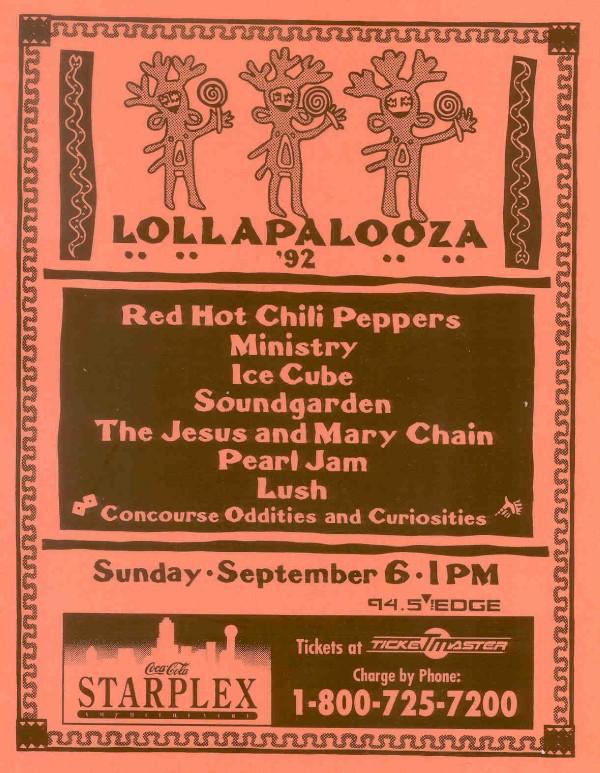 LOLLAPALOOZA
'92
Red Hot Chili Peppers
Ministry
Ice Cube
Soundgarden
The Jesus and Mary Chain
Pearl Jam
Lush
Concourse Oddities and Curiosities
Sunday · September 6 · 1PM
94.5 THE EDGE
Coca-Cola
STARPLEX
AMPHITHEATRE
Tickets at TICKETMASTER
Charge by Phone:
1-800-725-7200